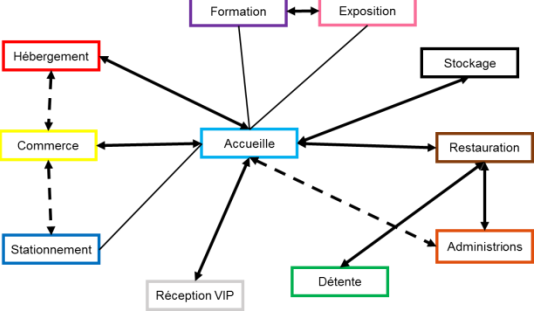 Formation
Exposition
Hébergement
Stockage
Commerce
Accueille
Restauration
Stationnement
Administrions
Détente
Réception VIP